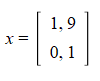 x = [ 1, 9
0, 1 ]